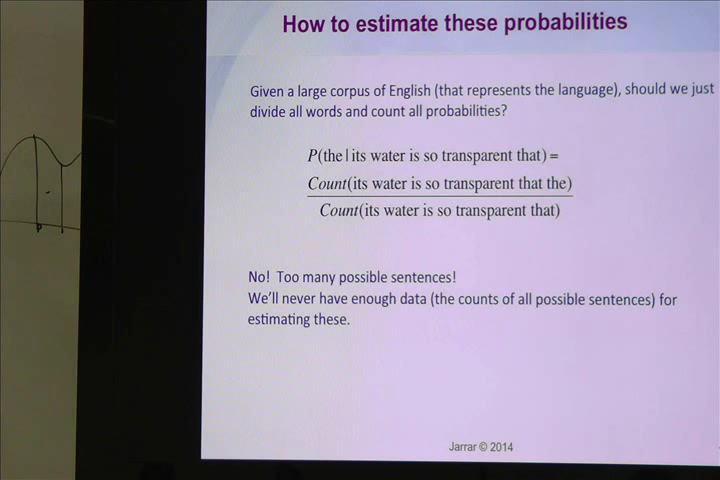 How to estimate these probabilities
Given a large corpus of English (that represents the language), should we just
divide all words and count all probabilities?
P(the | its water is so transparent that) =
Count(its water is so transparent that the)
Count(its water is so transparent that)
No! Too many possible sentences!
We'll never have enough data (the counts of all possible sentences) for
estimating these.
Jarrar © 2014